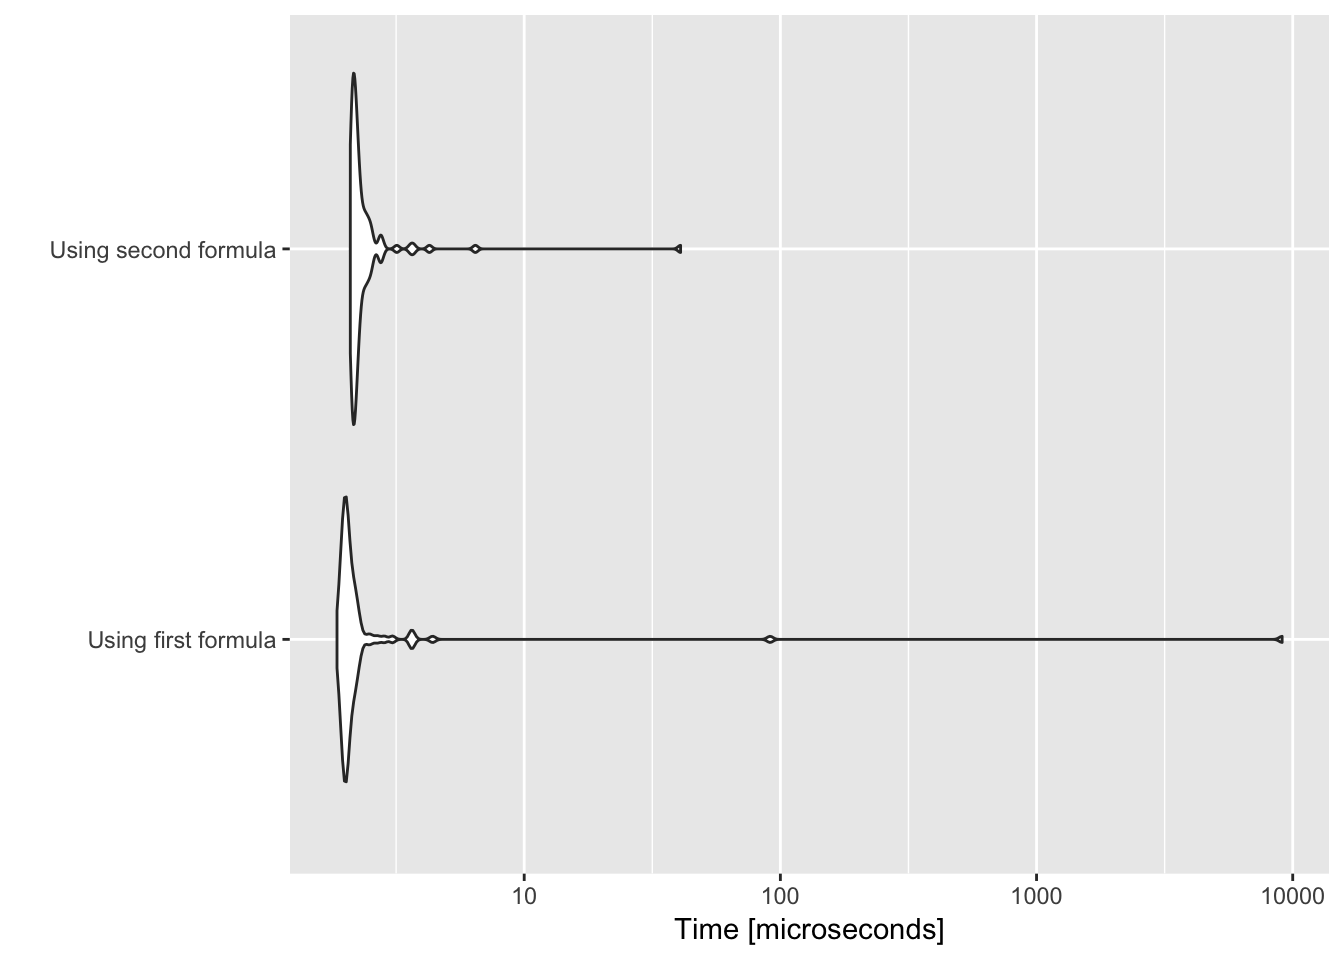 Using second formula
Using first formula
10 100 1000 10000
Time [microseconds]